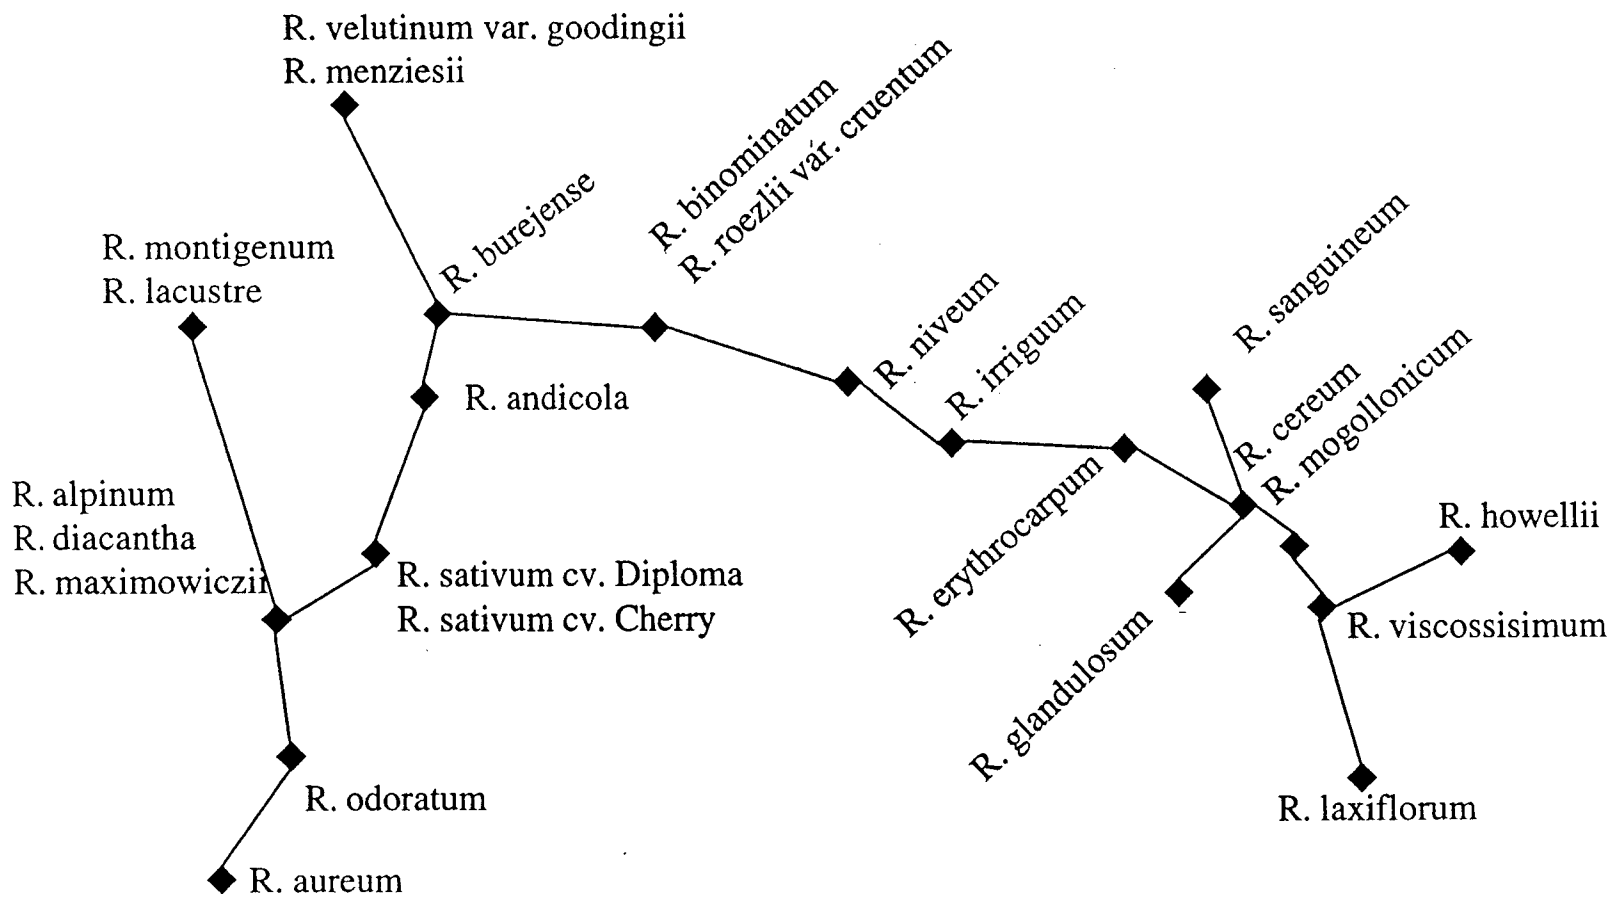 R. velutinum var. goodingii
R. menziesii
R. burejense
R. binominatum
R. roezlii var. cruentum
R. montigenum
R. lacustre
R. niveum
R. irriguum
R. sanguineum
R. cereum
R. mogollonicum
R. andicola
R. alpinum
R. diacantha
R. maximowiczii
R. sativum cv. Diploma
R. sativum cv. Cherry
R. erythrocarpum
R. glandulosum
R. howellii
R. viscossisimum
R. odoratum
R. laxiflorum
R. aureum